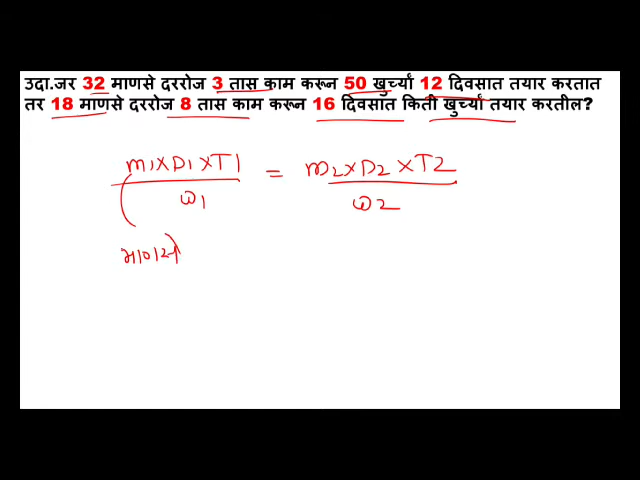 उदा.जर 32 माणसे दररोज 3 तास काम करून 50 खुर्च्यां 12 दिवसात तयार करतात
तर 18 माणसे दररोज 8 तास काम करून 16 दिवसात किती खुर्च्यां तयार करतील?
M1×D1×T1 = M2×D2×T2
W1 W2
माणसे